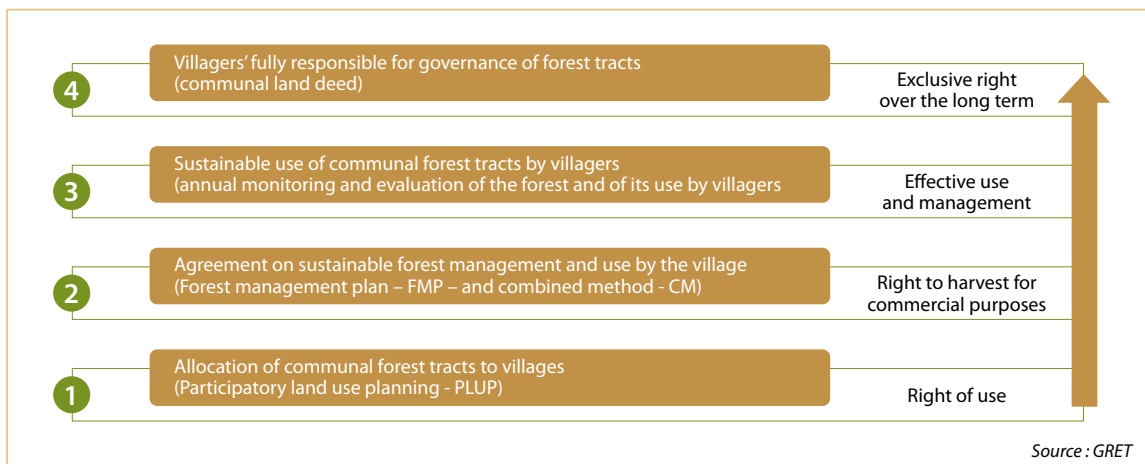 4
Villagers’ fully responsible for governance of forest tracts
(communal land deed)
Exclusive right
over the long term
3
Sustainable use of communal forest tracts by villagers
(annual monitoring and evaluation of the forest and of its use by villagers
Effective use
and management
2
Agreement on sustainable forest management and use by the village
(Forest management plan – FMP – and combined method - CM)
Right to harvest for
commercial purposes
1
Allocation of communal forest tracts to villages
(Participatory land use planning - PLUP)
Right of use
Source : GRET